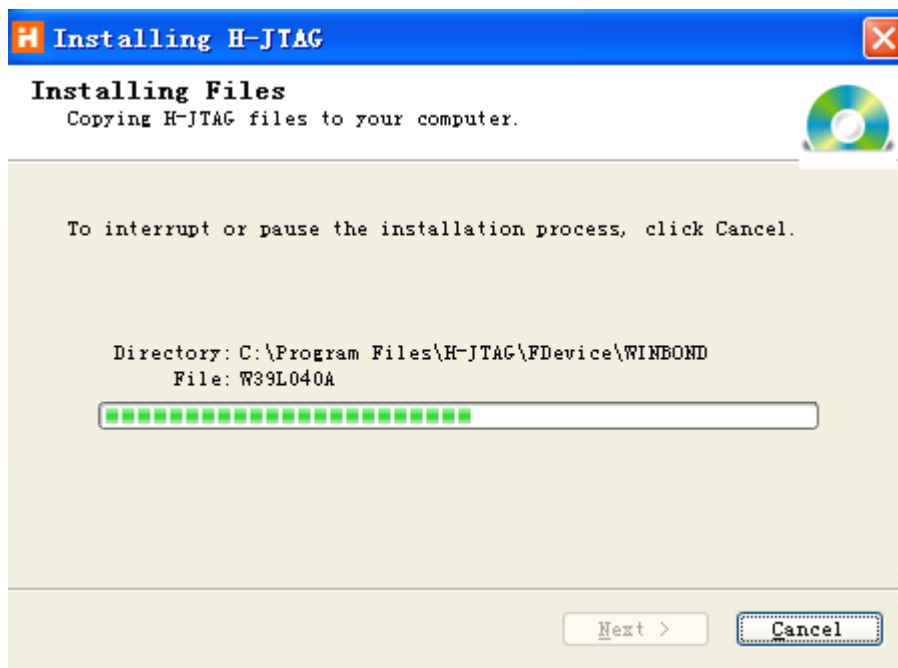 Installing H-JTAG
Installing Files
Copying H-JTAG files to your computer.
To interrupt or pause the installation process, click Cancel.
Directory: C:\Program Files\H-JTAG\FDevice\WINBOND
File: W39L040A
Next >
Cancel